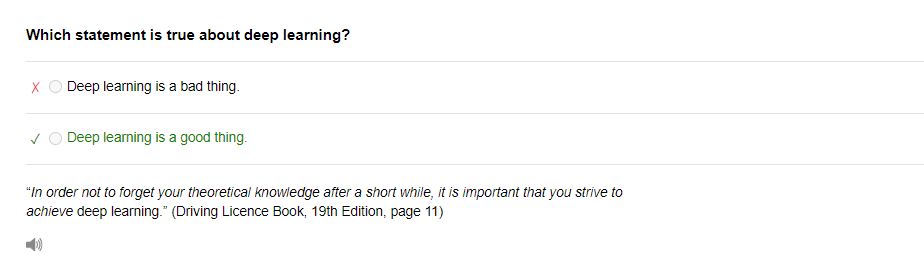 Which statement is true about deep learning?
X Deep learning is a bad thing.
✓ Deep learning is a good thing.
“In order not to forget your theoretical knowledge after a short while, it is important that you strive to
achieve deep learning.” (Driving Licence Book, 19th Edition, page 11)